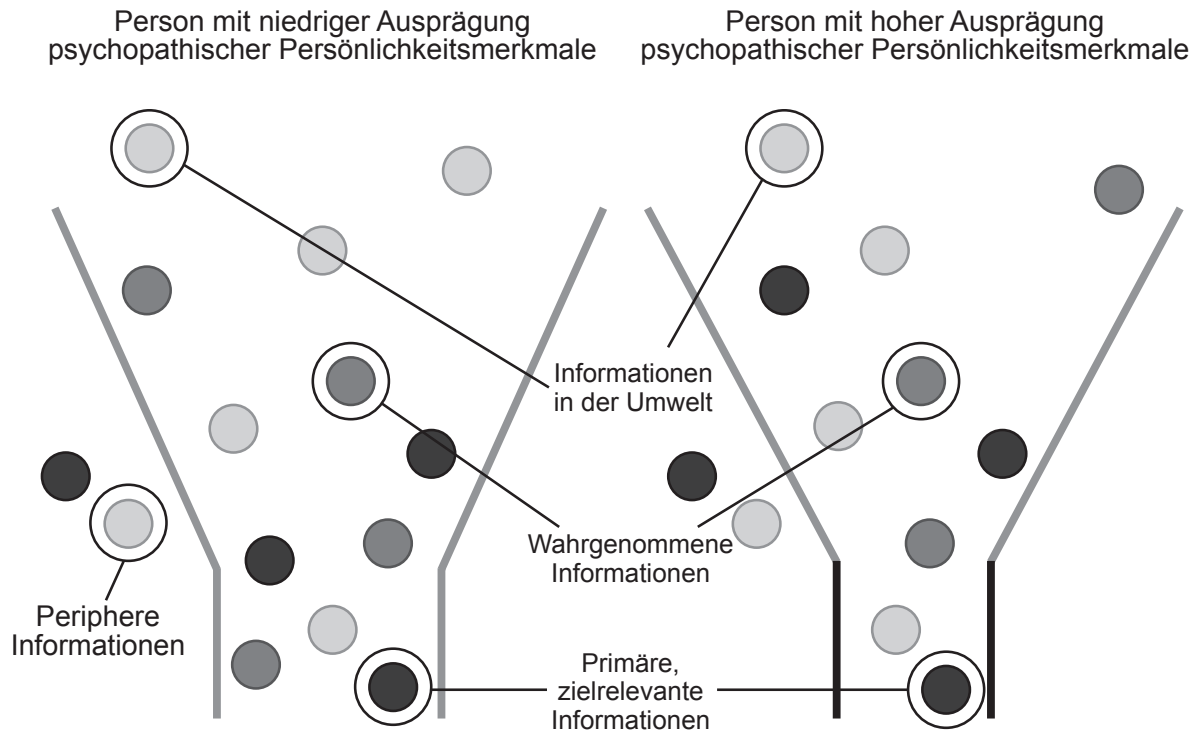 Person mit niedriger Ausprägung
psychopathischer Persönlichkeitsmerkmale
Person mit hoher Ausprägung
psychopathischer Persönlichkeitsmerkmale
Informationen
in der Umwelt
Wahrgenommene
Informationen
Periphere
Informationen
Primäre,
zielrelevante
Informationen